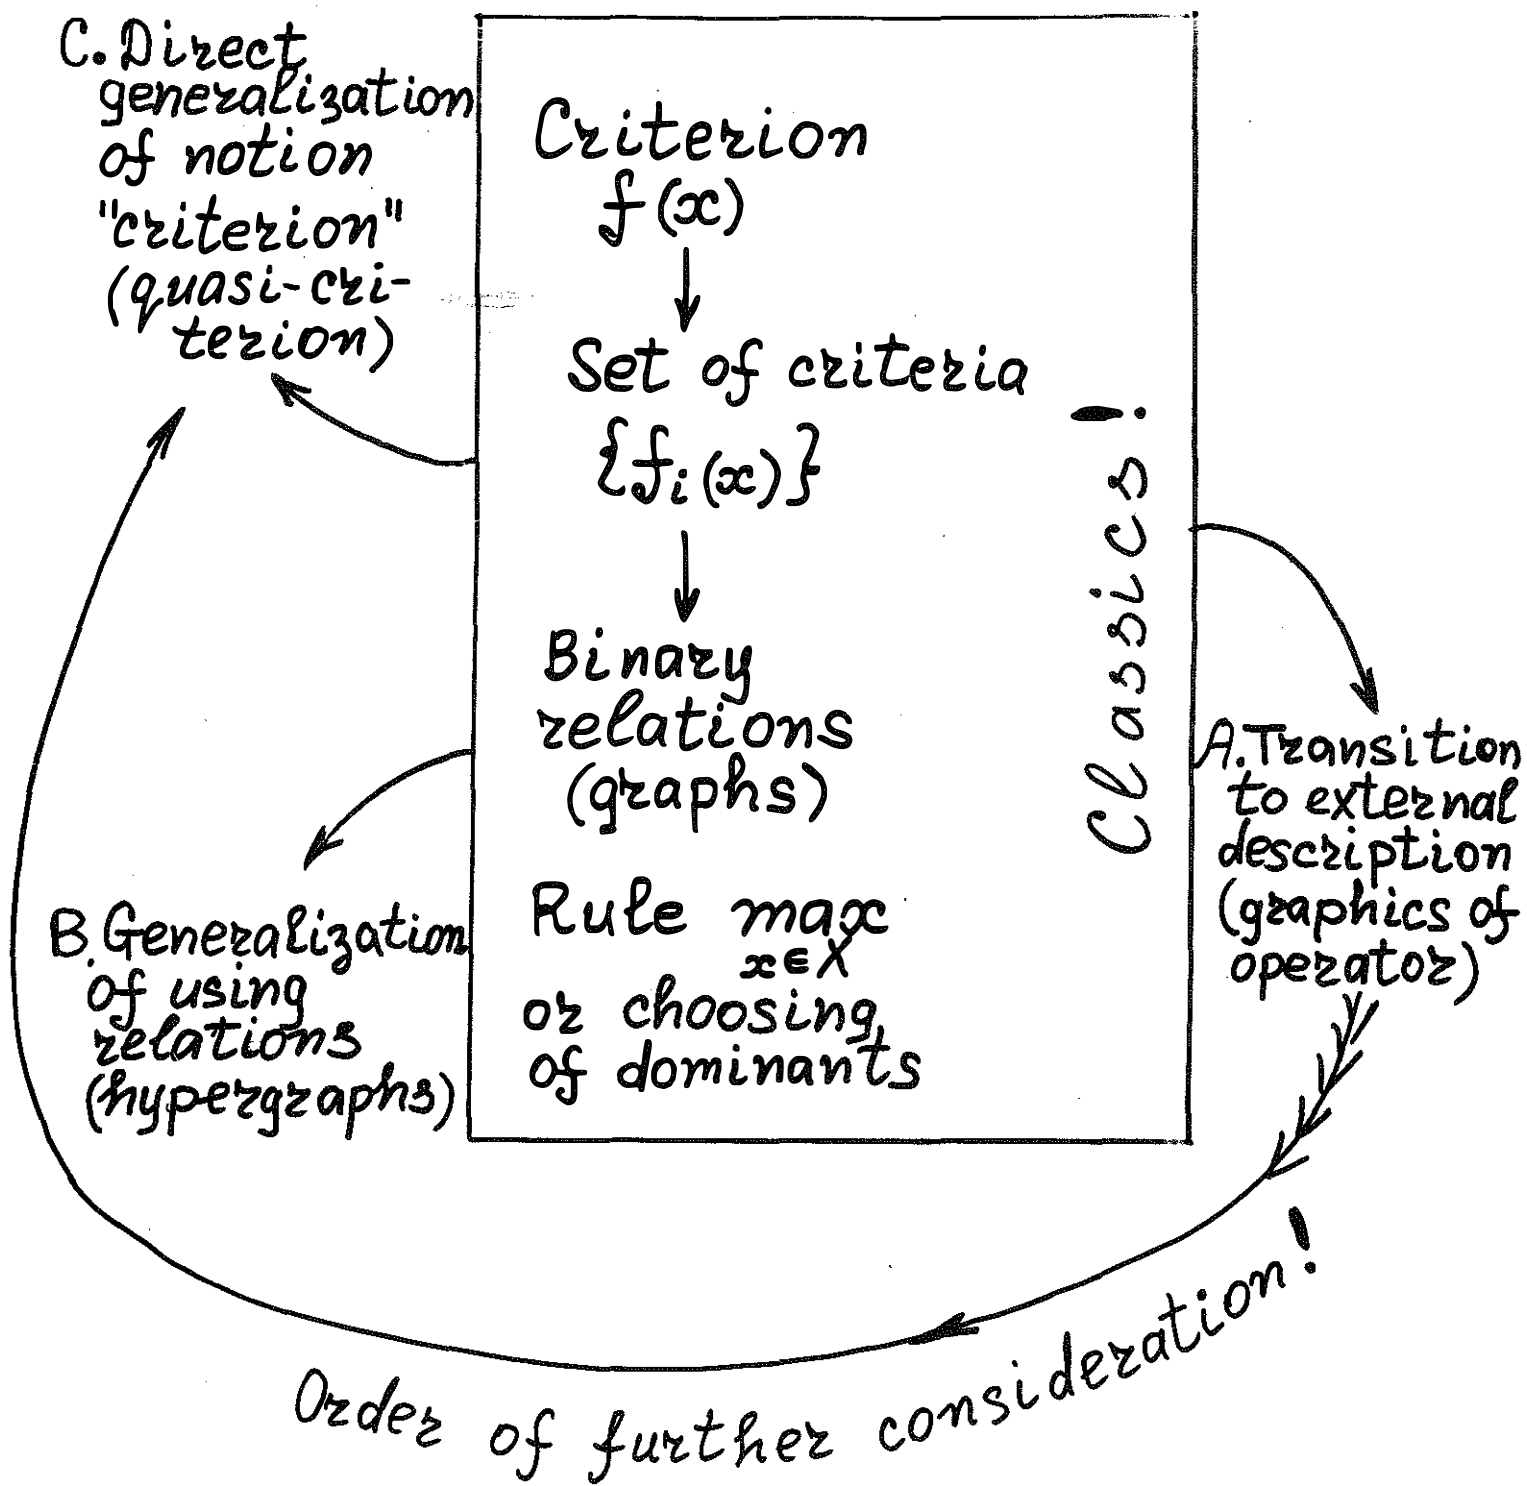 C. Direct
generalization
of notion
"criterion"
(quasi-cri-
terion)
Criterion
f(x)
Set of criteria
{f_i(x)}
Binary
relations
(graphs)
Rule max
x∈X
or choosing
of dominants
Classics!
A. Transition
to external
description
(graphics of
operator)
B. Generalization
of using
relations
(hypergraphs)
Order of further consideration!